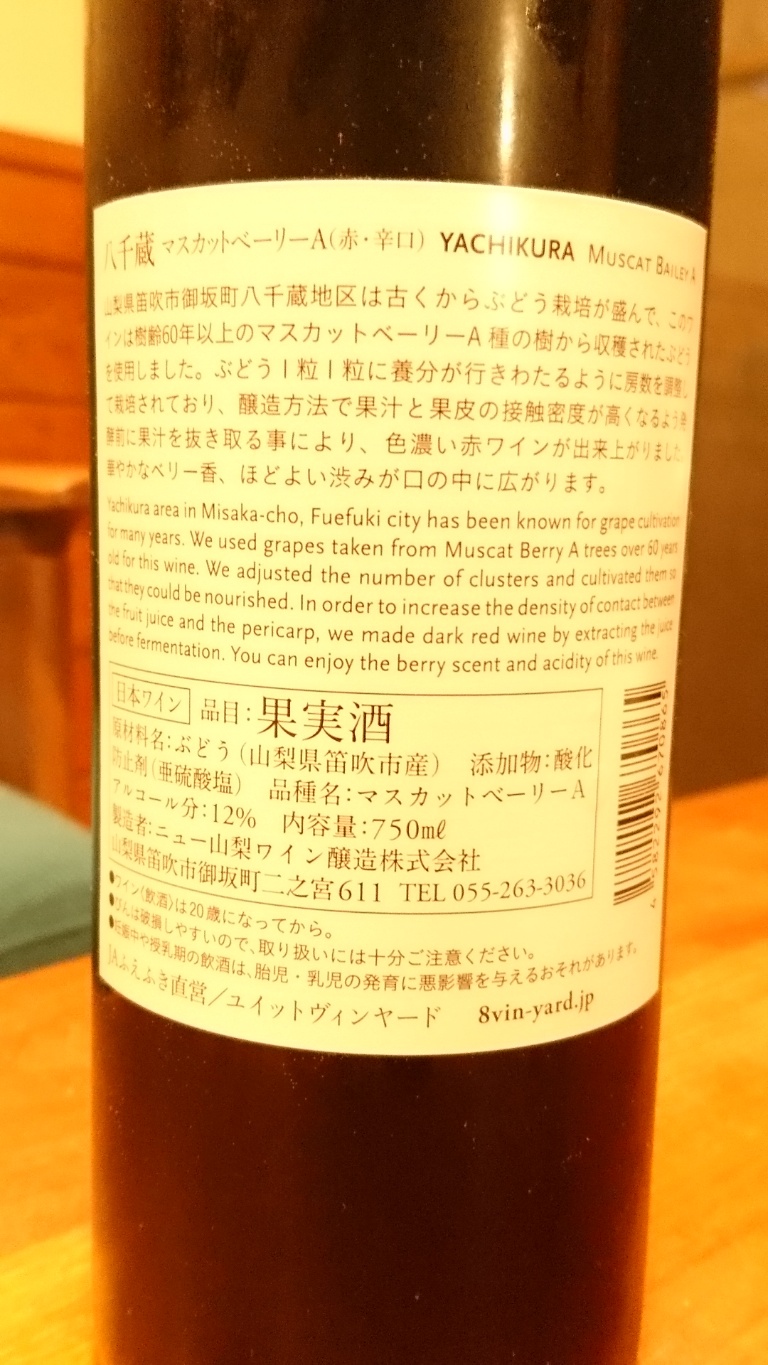 八千蔵 マスカットベーリーA(赤・辛口) YACHIKURA MUSCAT BAILEY A
山梨県笛吹市御坂町八千蔵地区は古くからぶどう栽培が盛んで、このワ
インは樹齢60年以上のマスカットベーリーA 種の樹から収穫されたぶどう
を使用しました。ぶどう1粒1粒に養分が行きわたるように房数を調整し
て栽培されており、醸造方法で果汁と果皮の接触密度が高くなるよう発
酵前に果汁を抜き取る事により、色濃い赤ワインが出来上がりました。
華やかなベリー香、ほどよい渋みが口の中に広がります。
Yachikura area in Misaka-cho, Fuefuki city has been known for grape cultivation
for many years. We used grapes taken from Muscat Berry A trees over 60 years
old for this wine. We adjusted the number of clusters and cultivated them so
that they could be nourished. In order to increase the density of contact between
the fruit juice and the pericarp, we made dark red wine by extracting the juice
before fermentation. You can enjoy the berry scent and acidity of this wine.
日本ワイン 品目:果実酒
原材料名:ぶどう(山梨県笛吹市産) 添加物:酸化
防止剤(亜硫酸塩) 品種名:マスカットベーリーA
アルコール分:12% 内容量:750mℓ
製造者:ニュー山梨ワイン醸造株式会社
山梨県笛吹市御坂町二之宮611 TEL 055-263-3036
●ワイン(飲酒)は20歳になってから。
●びんは破損しやすいので、取り扱いには十分ご注意ください。
●妊娠中や授乳期の飲酒は、胎児・乳児の発育に悪影響を与えるおそれがあります。
JAふえふき直営/エイットヴィンヤード 8vin-yard.jp